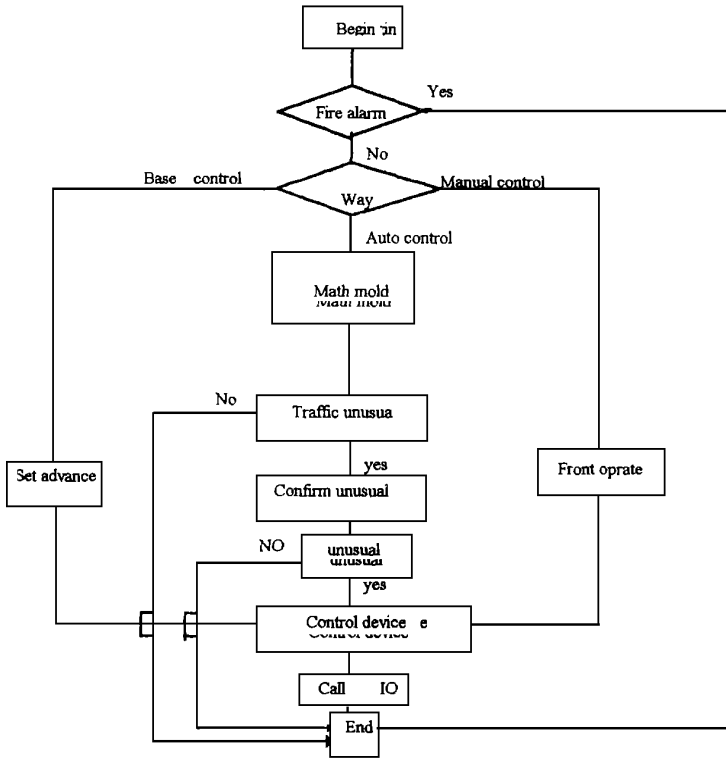 Begin in
Yes
Fire alarm
No
Base control
Manual control
Way
Auto control
Math mold
No
Traffic unusua
yes
Set advance
Front oprate
Confirm unusual
NO
unusual
yes
Control device e
Call IO
End